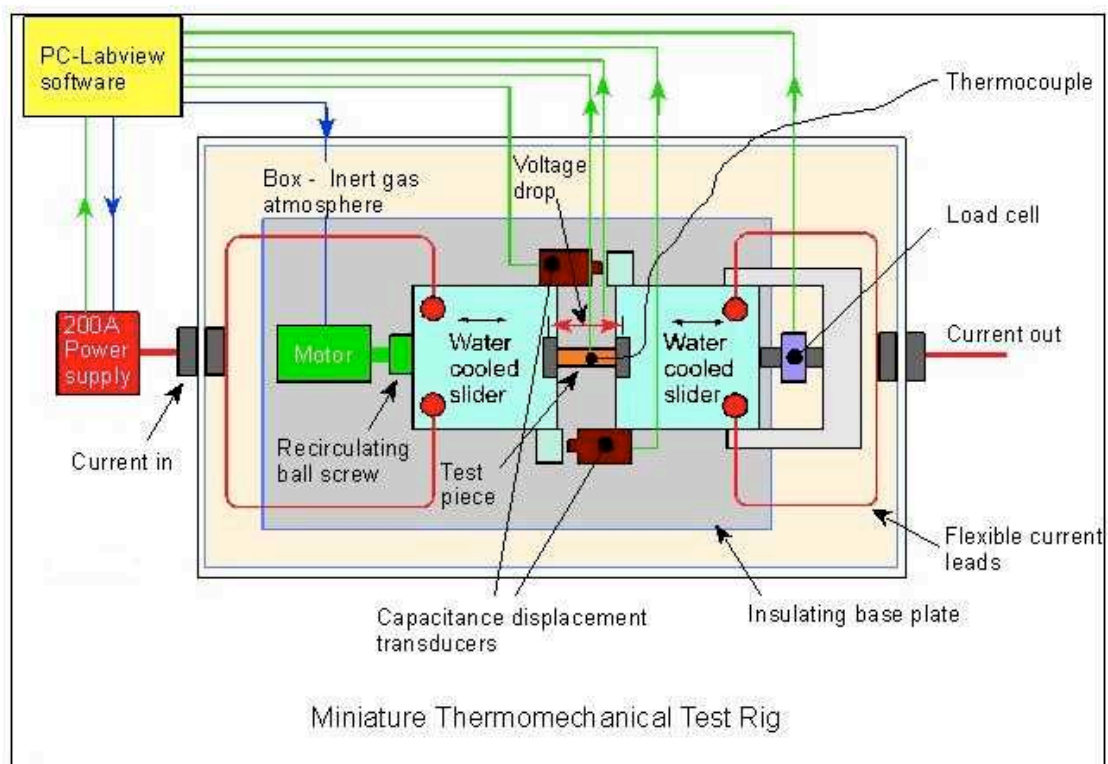 PC-Labview
software
Thermocouple
Voltage
drop
Box - Inert gas
atmosphere
Load cell
200A
Power
supply
Motor
Water
cooled
slider
Water
cooled
slider
Current out
Current in
Recirculating
ball screw
Test
piece
Flexible current
leads
Capacitance displacement
transducers
Insulating base plate
Miniature Thermomechanical Test Rig